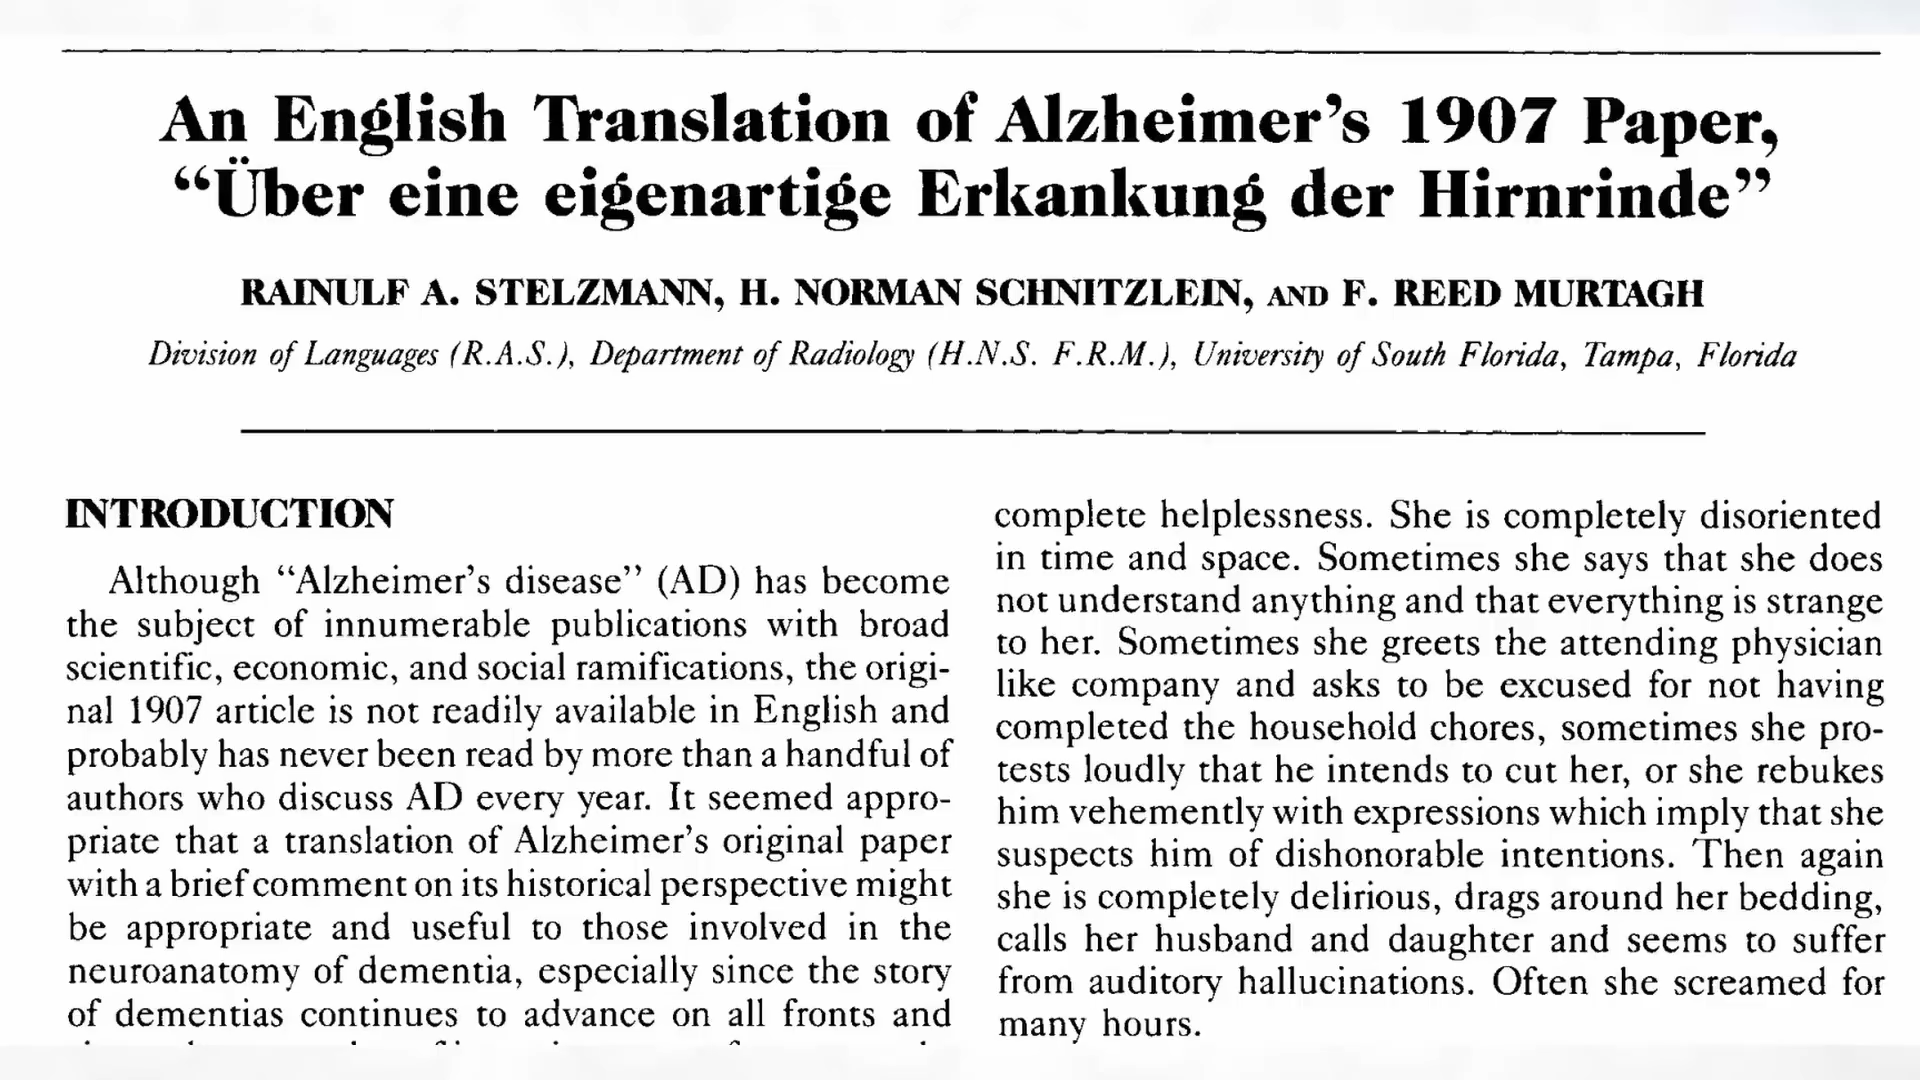 An English Translation of Alzheimer's 1907 Paper,
“Über eine eigenartige Erkankung der Hirnrinde”
RAINULF A. STELZMANN, H. NORMAN SCHNITZLEIN, AND F. REED MURTAGH
Division of Languages (R.A.S.), Department of Radiology (H.N.S. F.R.M.), University of South Florida, Tampa, Florida
INTRODUCTION
Although “Alzheimer's disease” (AD) has become
the subject of innumerable publications with broad
scientific, economic, and social ramifications, the origi-
nal 1907 article is not readily available in English and
probably has never been read by more than a handful of
authors who discuss AD every year. It seemed appro-
priate that a translation of Alzheimer's original paper
with a brief comment on its historical perspective might
be appropriate and useful to those involved in the
neuroanatomy of dementia, especially since the story
of dementias continues to advance on all fronts and
complete helplessness. She is completely disoriented
in time and space. Sometimes she says that she does
not understand anything and that everything is strange
to her. Sometimes she greets the attending physician
like company and asks to be excused for not having
completed the household chores, sometimes she pro-
tests loudly that he intends to cut her, or she rebukes
him vehemently with expressions which imply that she
suspects him of dishonorable intentions. Then again
she is completely delirious, drags around her bedding,
calls her husband and daughter and seems to suffer
from auditory hallucinations. Often she screamed for
many hours.